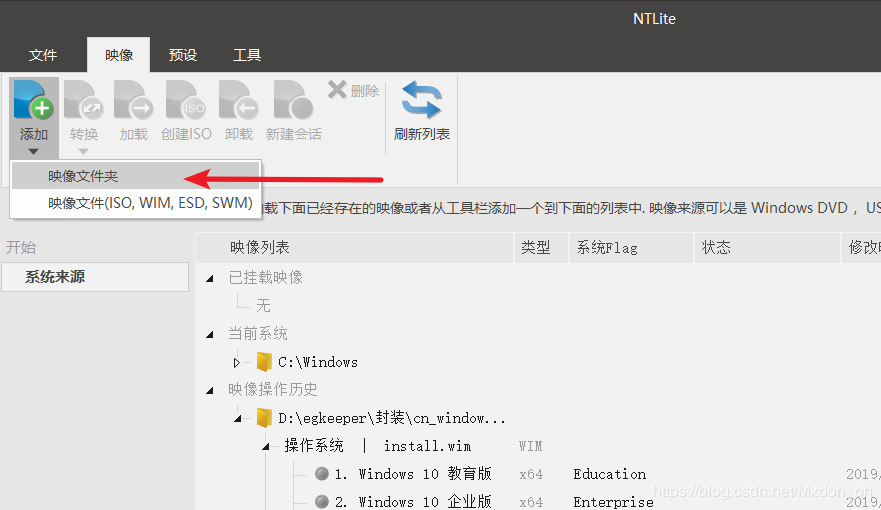 NTLite
文件 映像 预设 工具
添加 转换 加载 创建ISO 卸载 新建会话 删除 刷新列表
ISO
映像文件夹
映像文件(ISO, WIM, ESD, SWM)
载下面已经存在的映像或者从工具栏添加一个到下面的列表中. 映像来源可以是 Windows DVD , US
开始
系统来源
映像列表 类型 系统Flag 状态 修改
已挂载映像
无
当前系统
C:\Windows
映像操作历史
D:\egkeeper\封装\cn_window...
操作系统 | install.wim WIM
1. Windows 10 教育版 x64 Education 2019/
2. Windows 10 企业版 x64 Enterprise 2019/
https://blog.csdn.net/Mxdon_on